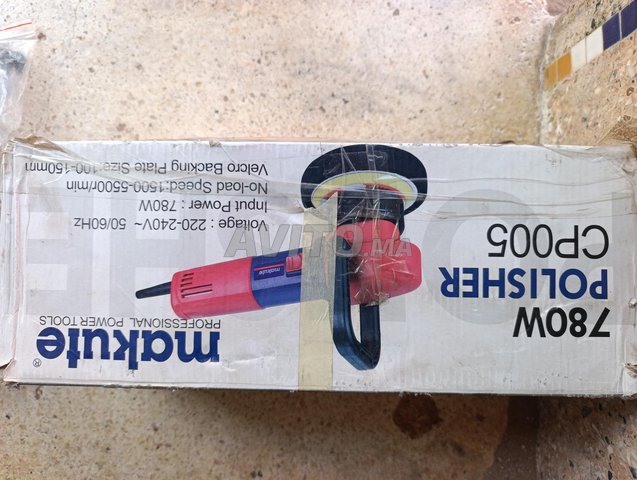 makute®
PROFESSIONAL POWER TOOLS
780W
POLISHER
CP005
Voltage : 220-240V~ 50/60Hz
Input Power : 780W
No-load Speed:1500-5500r/min
Velcro Backing Plate Size:100-150mm
makute
AVITO.MA